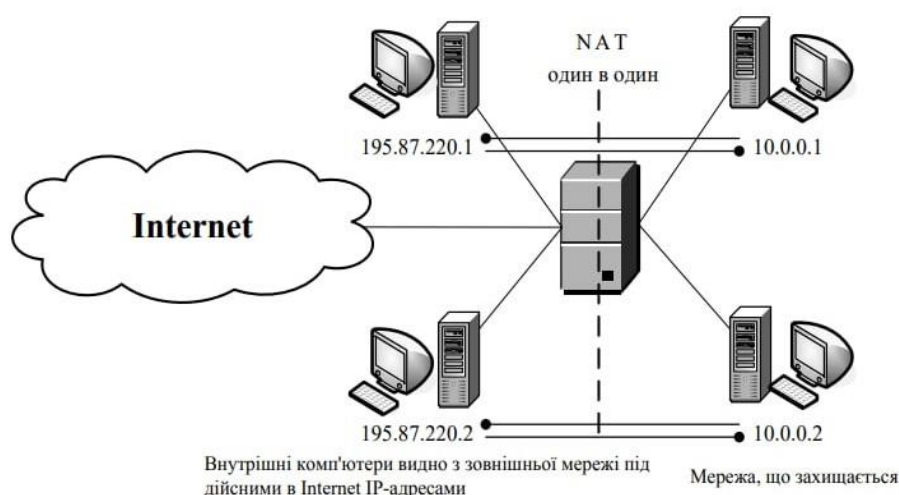 NAT
один в один
195.87.220.1
10.0.0.1
Internet
195.87.220.2
10.0.0.2
Внутрішні комп'ютери видно з зовнішньої мережі під
дійсними в Internet IP-адресами
Мережа, що захищається